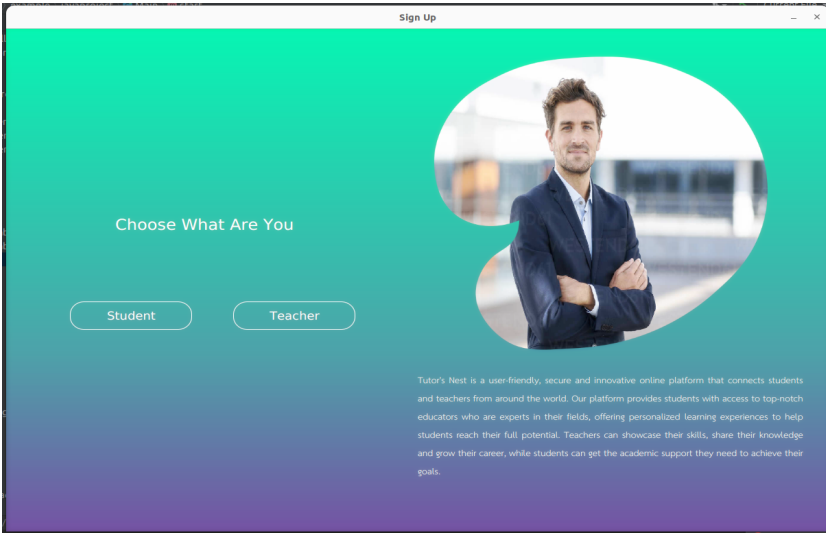 Sign Up
Choose What Are You
Student
Teacher
Tutor's Nest is a user-friendly, secure and innovative online platform that connects students
and teachers from around the world. Our platform provides students with access to top-notch
educators who are experts in their fields, offering personalized learning experiences to help
students reach their full potential. Teachers can showcase their skills, share their knowledge
and grow their career, while students can get the academic support they need to achieve their
goals.